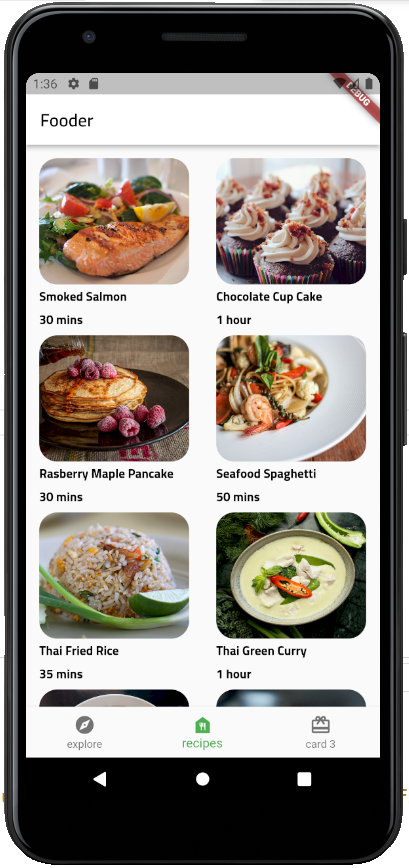 1:36
DEBUG
Fooder
Smoked Salmon
30 mins
Chocolate Cup Cake
1 hour
Rasberry Maple Pancake
30 mins
Seafood Spaghetti
50 mins
Thai Fried Rice
35 mins
Thai Green Curry
1 hour
explore
recipes
card 3